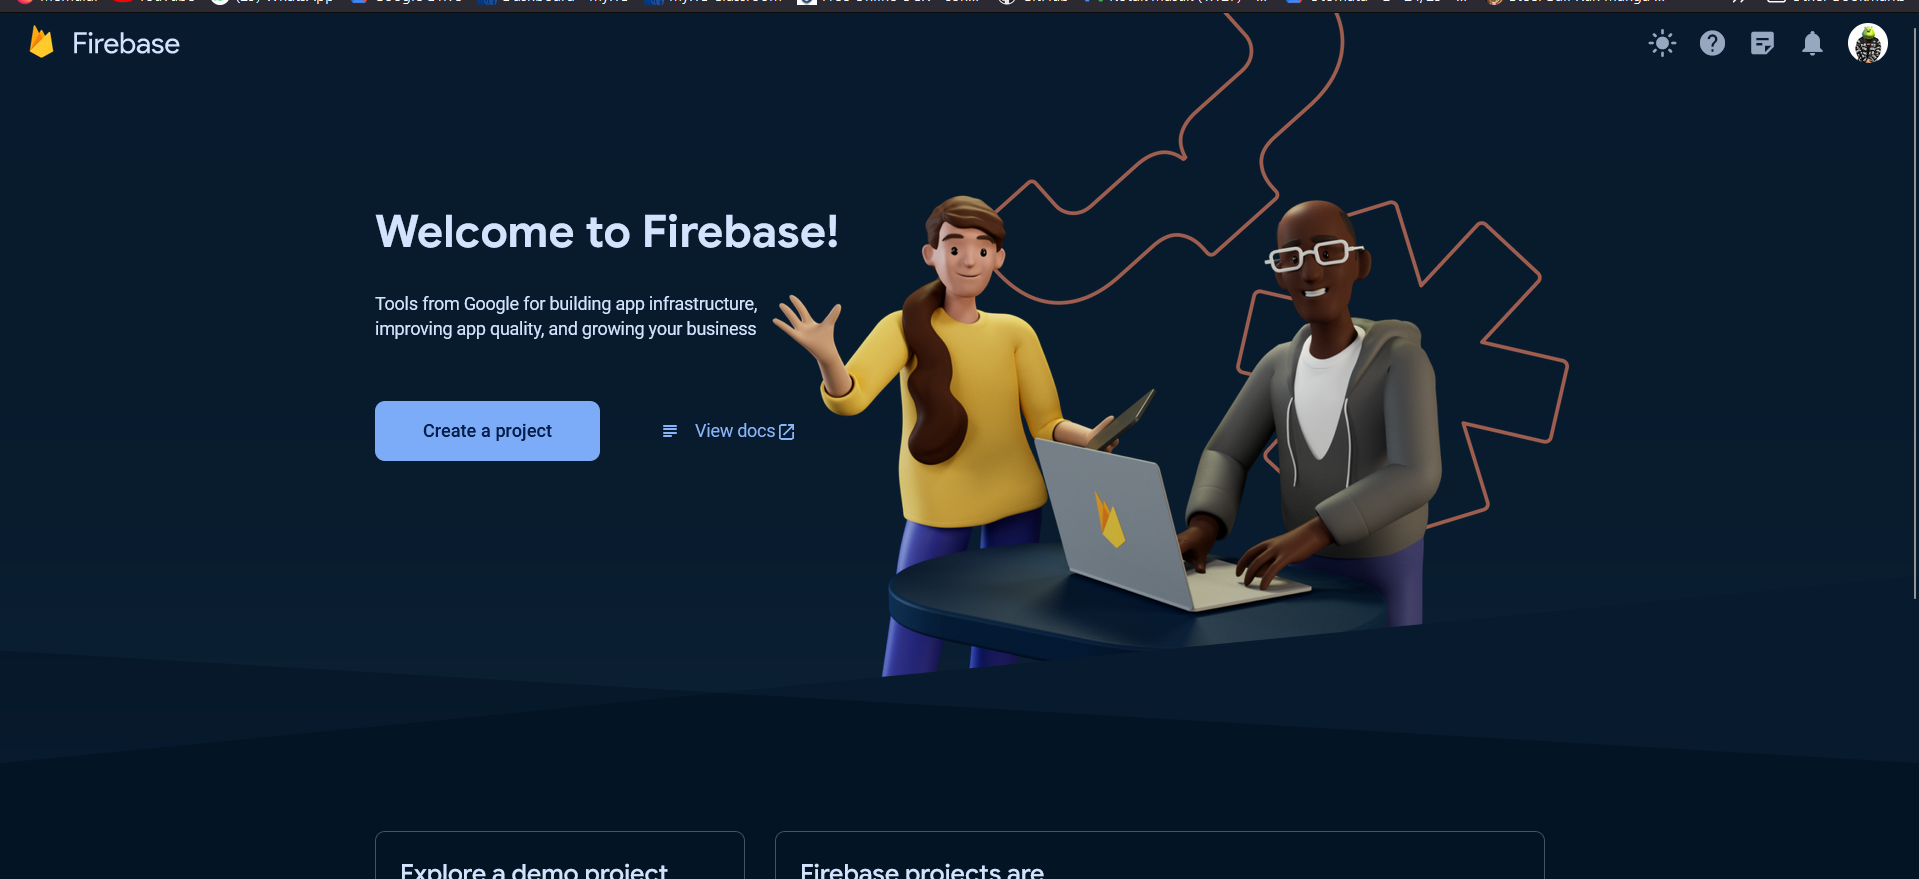 Firebase
Welcome to Firebase!
Tools from Google for building app infrastructure,
improving app quality, and growing your business
Create a project
View docs
Explore a demo project
Firebase projects are